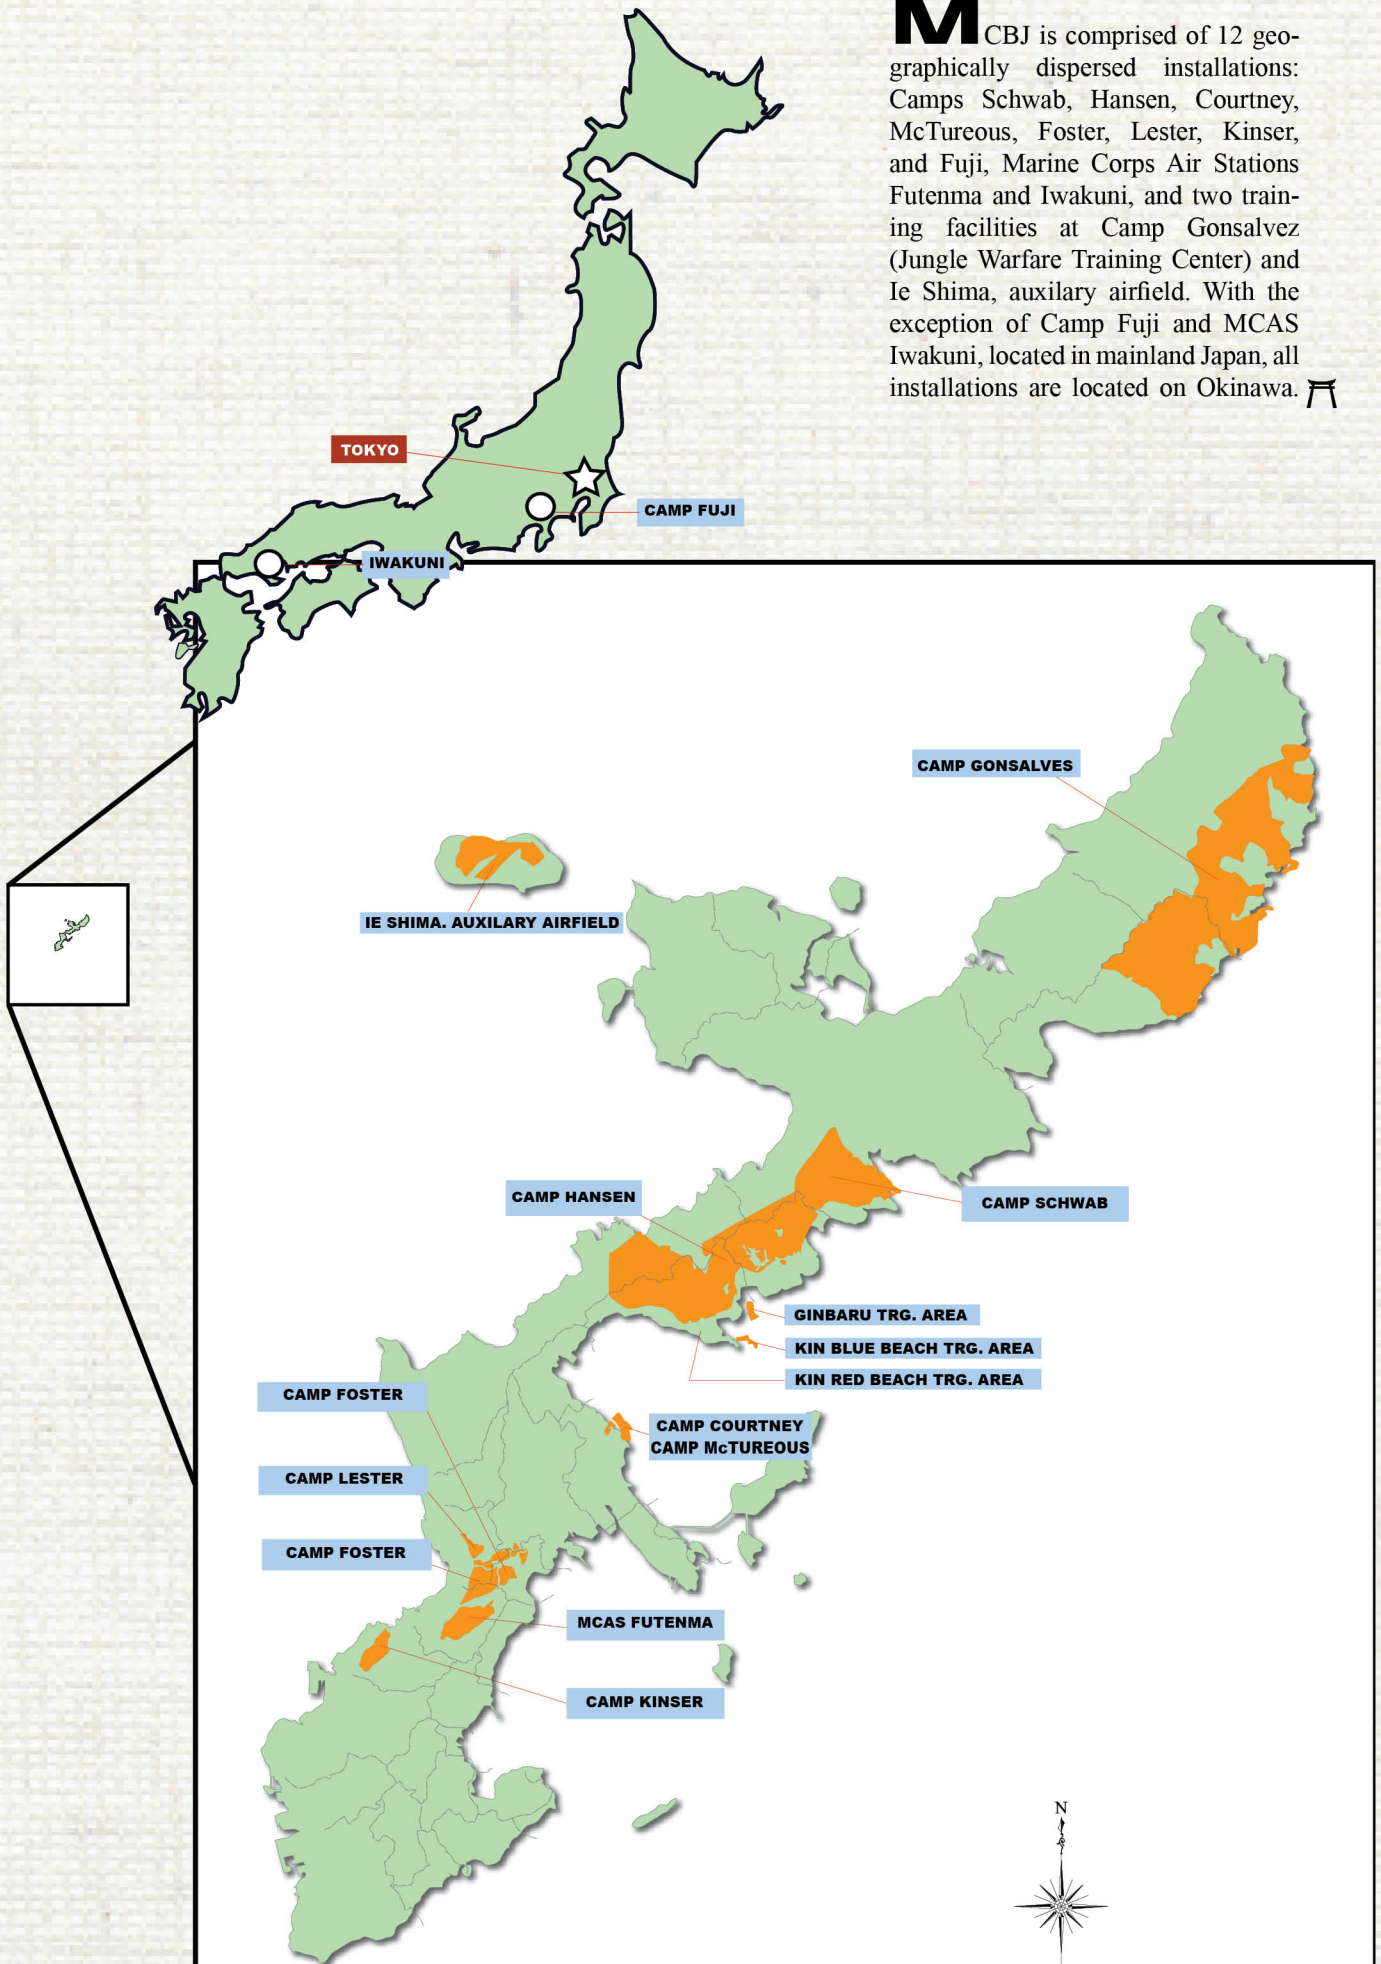 MCBJ is comprised of 12 geo-
graphically dispersed installations:
Camps Schwab, Hansen, Courtney,
McTureous, Foster, Lester, Kinser,
and Fuji, Marine Corps Air Stations
Futenma and Iwakuni, and two train-
ing facilities at Camp Gonsalvez
(Jungle Warfare Training Center) and
Ie Shima, auxilary airfield. With the
exception of Camp Fuji and MCAS
Iwakuni, located in mainland Japan, all
installations are located on Okinawa.
TOKYO
CAMP FUJI
IWAKUNI
CAMP GONSALVES
IE SHIMA. AUXILARY AIRFIELD
CAMP HANSEN
CAMP SCHWAB
GINBARU TRG. AREA
KIN BLUE BEACH TRG. AREA
KIN RED BEACH TRG. AREA
CAMP FOSTER
CAMP COURTNEY
CAMP McTUREOUS
CAMP LESTER
CAMP FOSTER
MCAS FUTENMA
CAMP KINSER
N